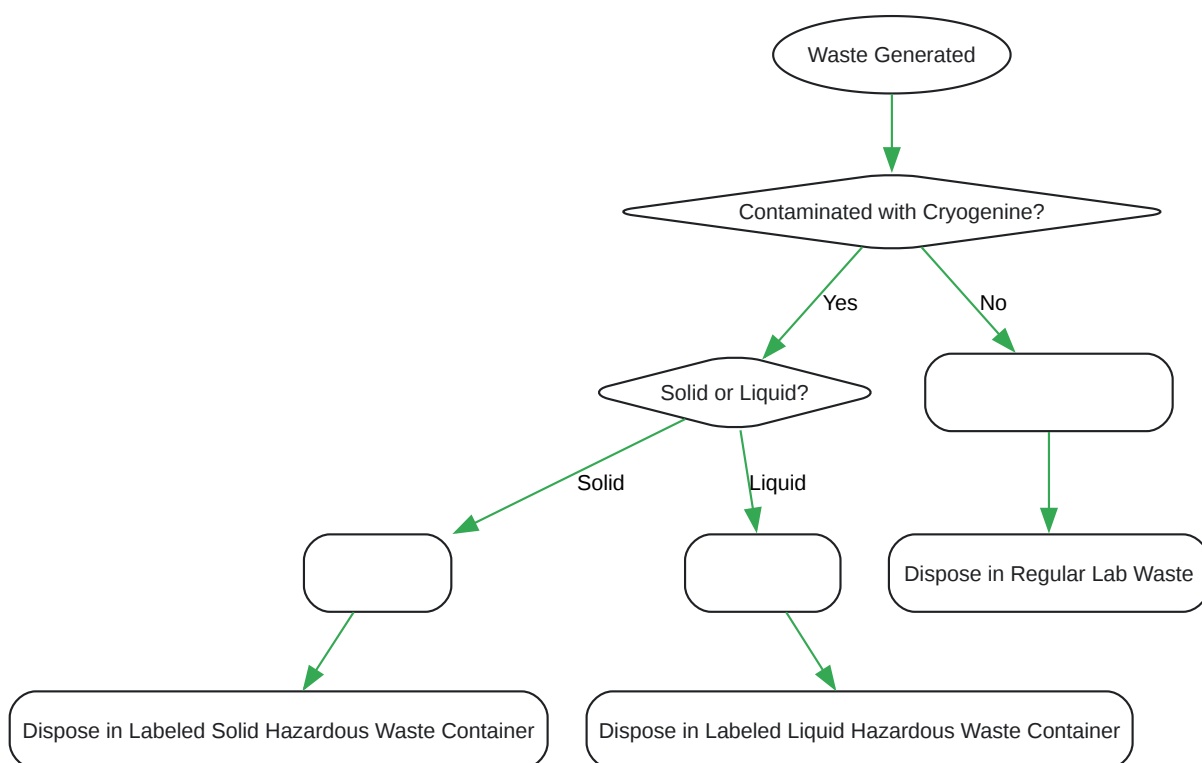 Waste Generated
Contaminated with Cryogenine?
Yes
No
Solid or Liquid?
Solid
Liquid
Dispose in Regular Lab Waste
Dispose in Labeled Solid Hazardous Waste Container
Dispose in Labeled Liquid Hazardous Waste Container